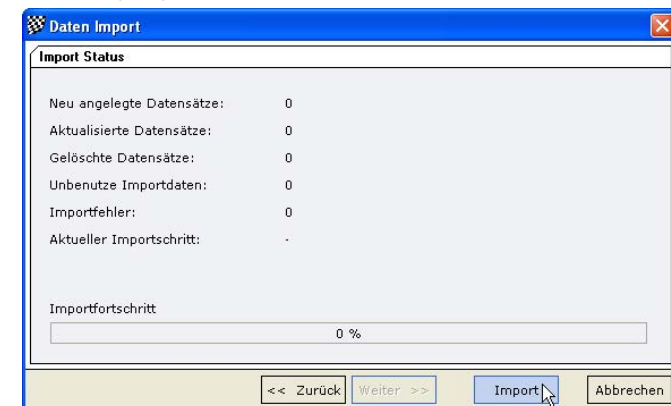 Daten Import
Import Status
Neu angelegte Datensätze: 0
Aktualisierte Datensätze: 0
Gelöschte Datensätze: 0
Unbenutze Importdaten: 0
Importfehler: 0
Aktueller Importschritt: -
Importfortschritt
0 %
<< Zurück Weiter >> Import Abbrechen